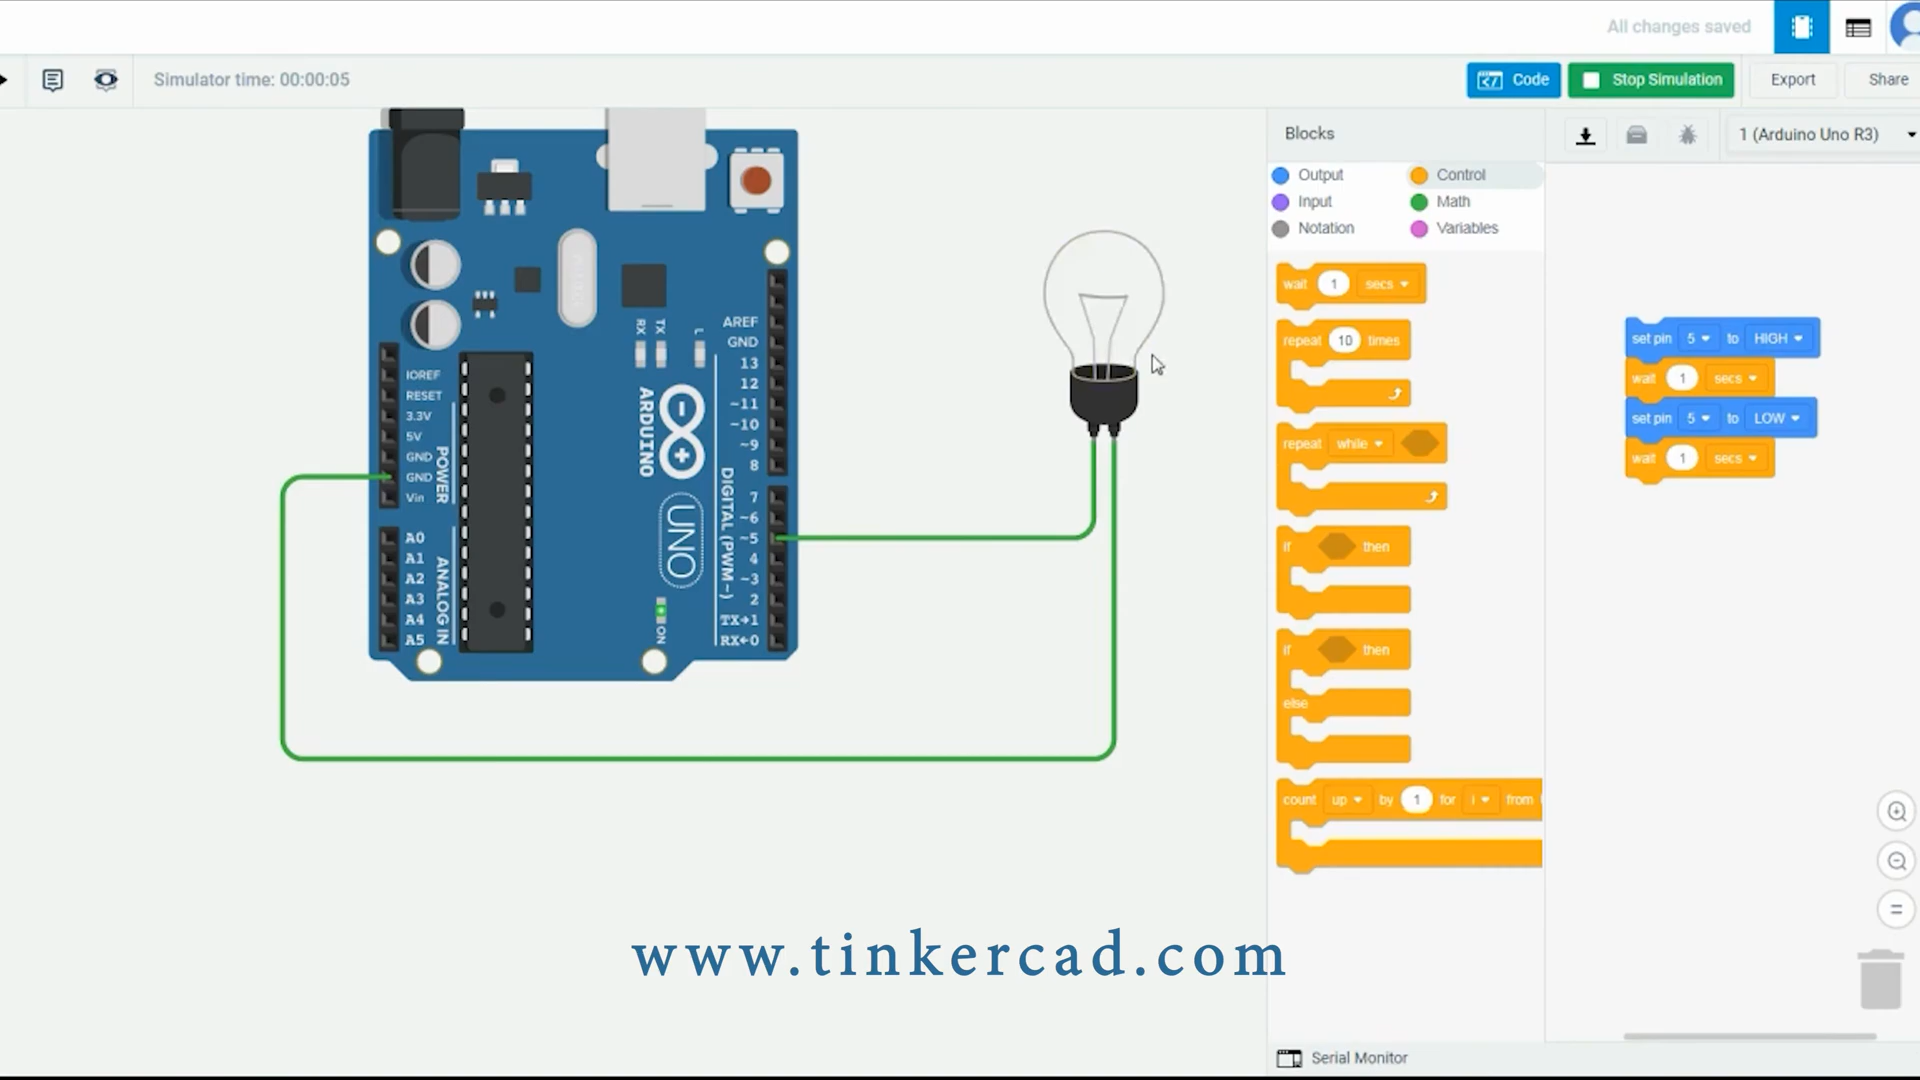 All changes saved
Simulator time: 00:00:05
Code
Stop Simulation
Export
Share
Blocks
1 (Arduino Uno R3)
Output
Control
Input
Math
Notation
Variables
wait 1 secs
repeat 10 times
repeat while
if then
if then
else
count up by 1 for i from
set pin 5 to HIGH
wait 1 secs
set pin 5 to LOW
wait 1 secs
AREF
GND
13
12
~11
~10
~9
8
7
~6
~5
4
~3
2
TX→1
RX←0
DIGITAL (PWM~)
RX
TX
L
ARDUINO
UNO
ON
IOREF
RESET
3.3V
5V
GND
GND
Vin
POWER
A0
A1
A2
A3
A4
A5
ANALOG IN
www.tinkercad.com
Serial Monitor